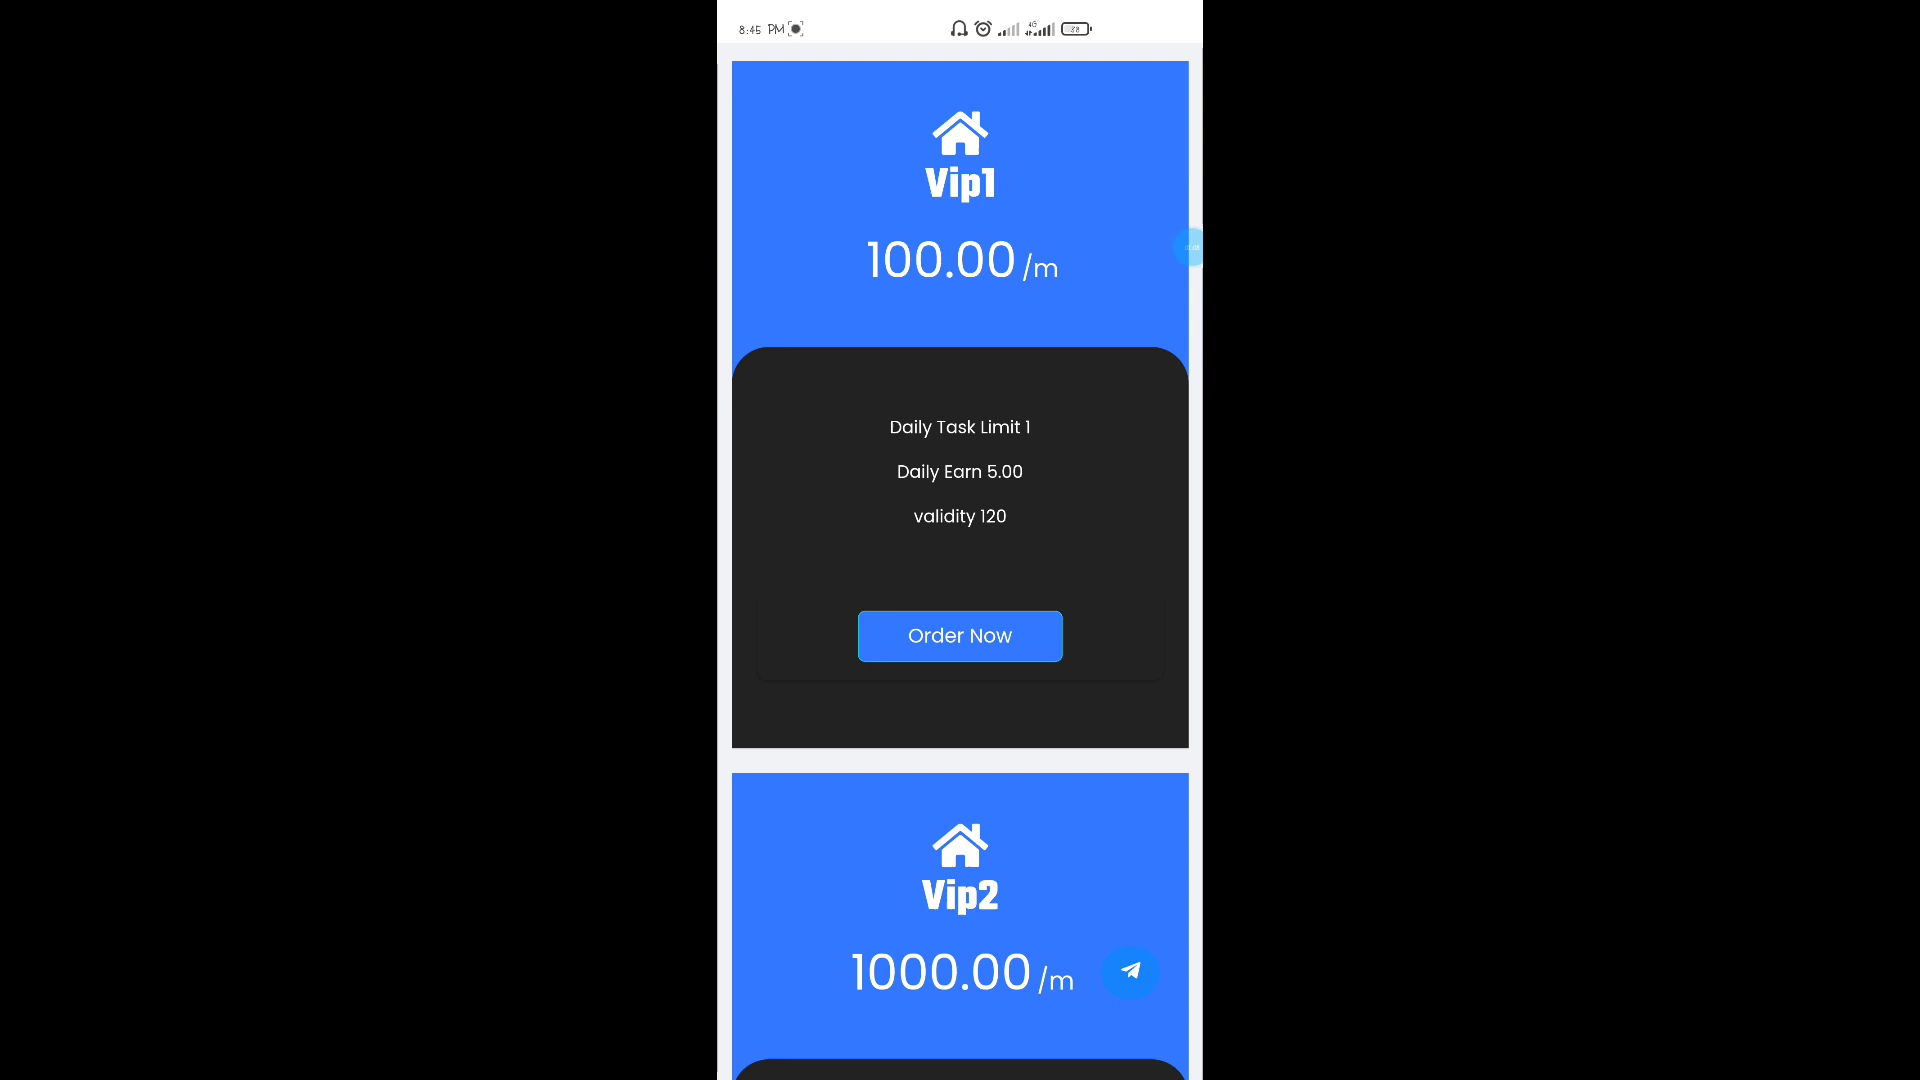 8:45 PM
4G
Vip1
100.00 /m
Daily Task Limit 1
Daily Earn 5.00
validity 120
Order Now
Vip2
1000.00 /m